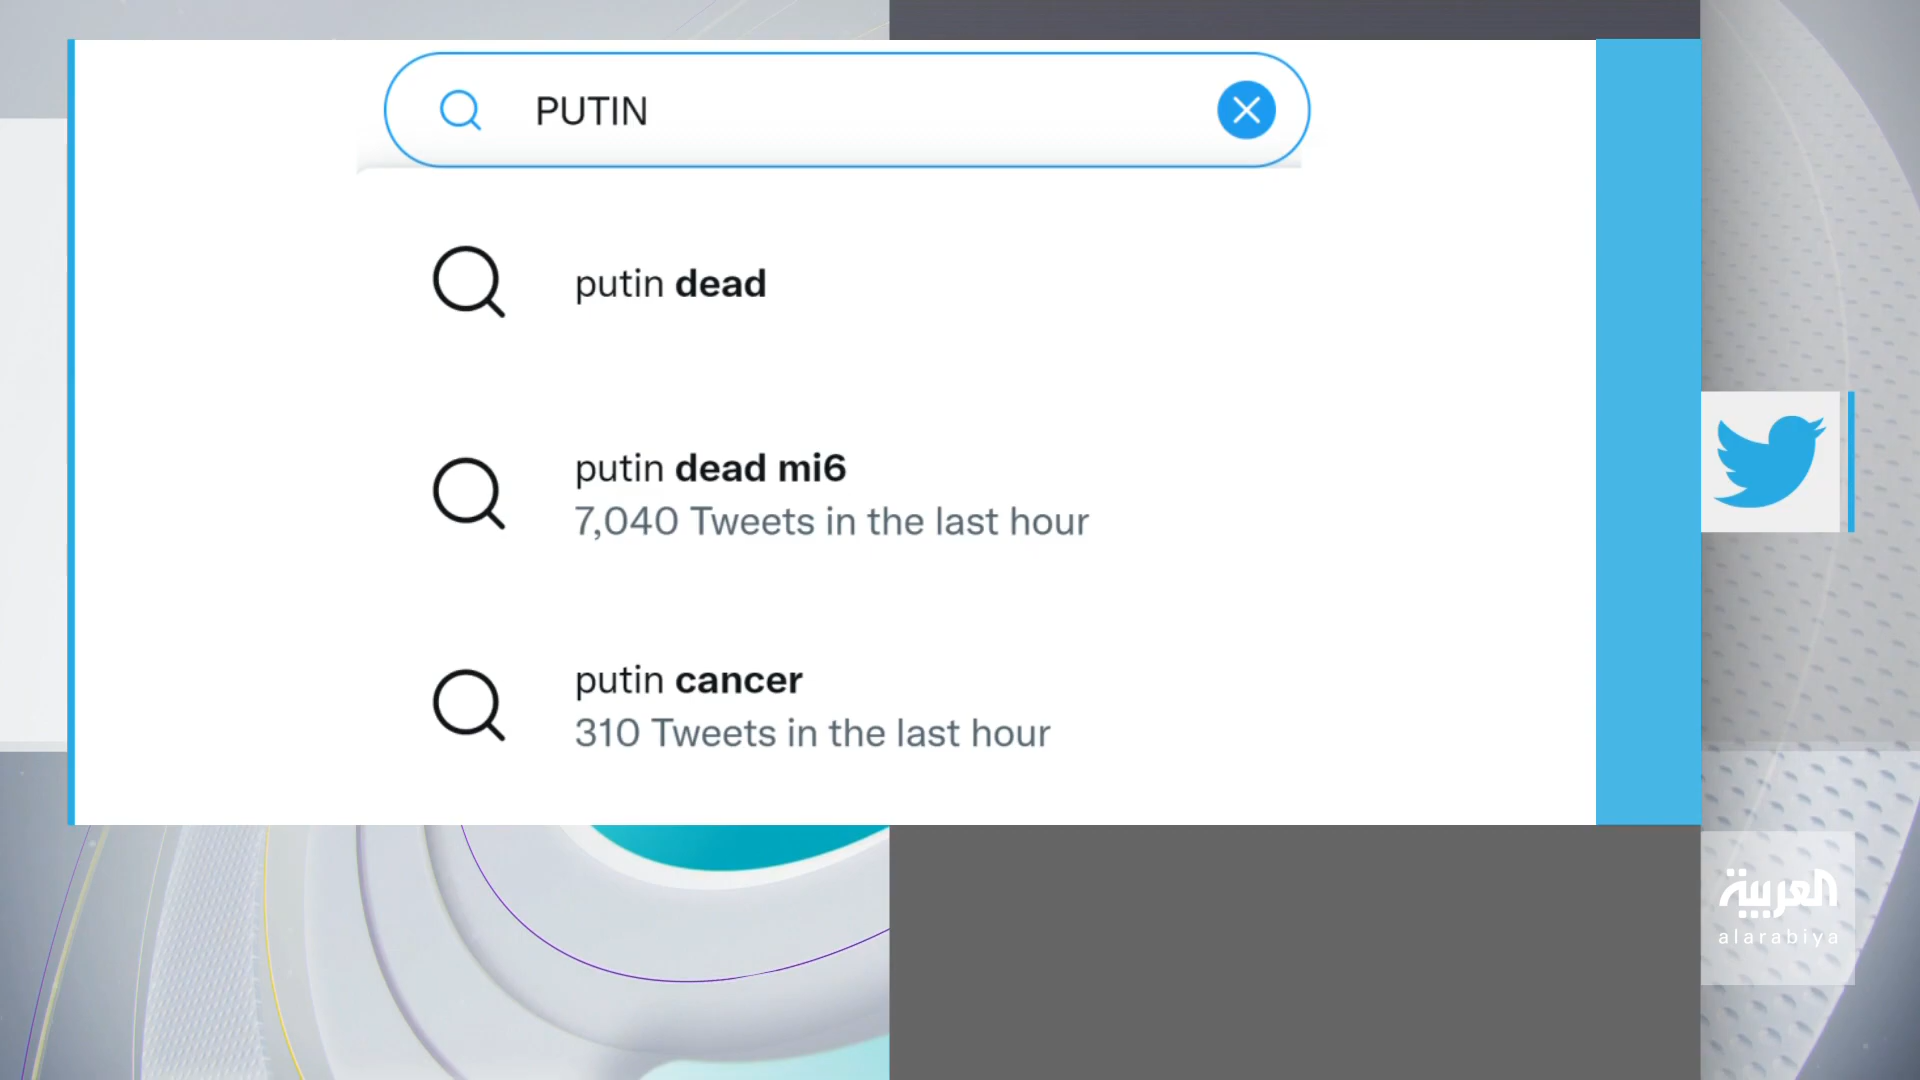 PUTIN
putin dead
putin dead mi6
7,040 Tweets in the last hour
putin cancer
310 Tweets in the last hour
العربية
alarabiya